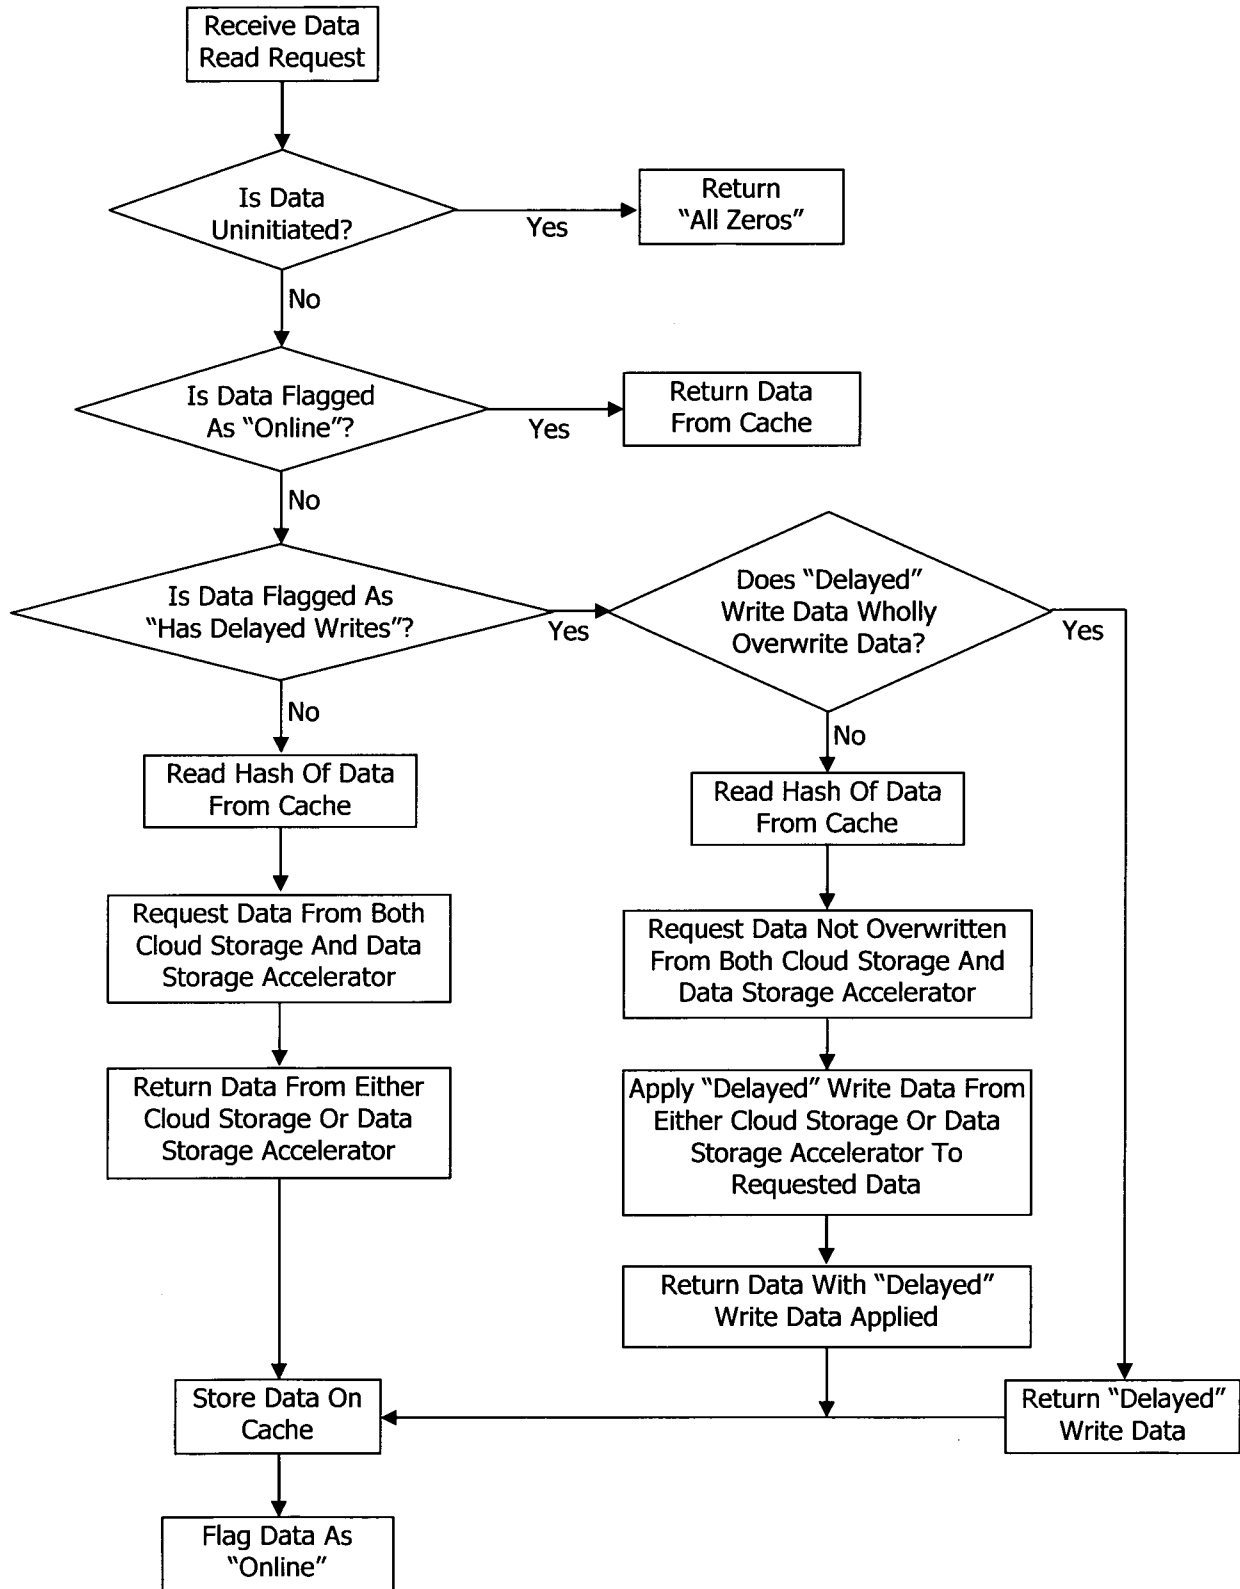 Receive Data
Read Request
Is Data
Uninitiated?
Yes
Return
“All Zeros”
No
Is Data Flagged
As “Online”?
Yes
Return Data
From Cache
No
Is Data Flagged As
“Has Delayed Writes”?
Yes
Does “Delayed”
Write Data Wholly
Overwrite Data?
Yes
No
Read Hash Of Data
From Cache
No
Read Hash Of Data
From Cache
Request Data From Both
Cloud Storage And Data
Storage Accelerator
Request Data Not Overwritten
From Both Cloud Storage And
Data Storage Accelerator
Return Data From Either
Cloud Storage Or Data
Storage Accelerator
Apply “Delayed” Write Data From
Either Cloud Storage Or Data
Storage Accelerator To
Requested Data
Return Data With “Delayed”
Write Data Applied
Store Data On
Cache
Return “Delayed”
Write Data
Flag Data As
“Online”